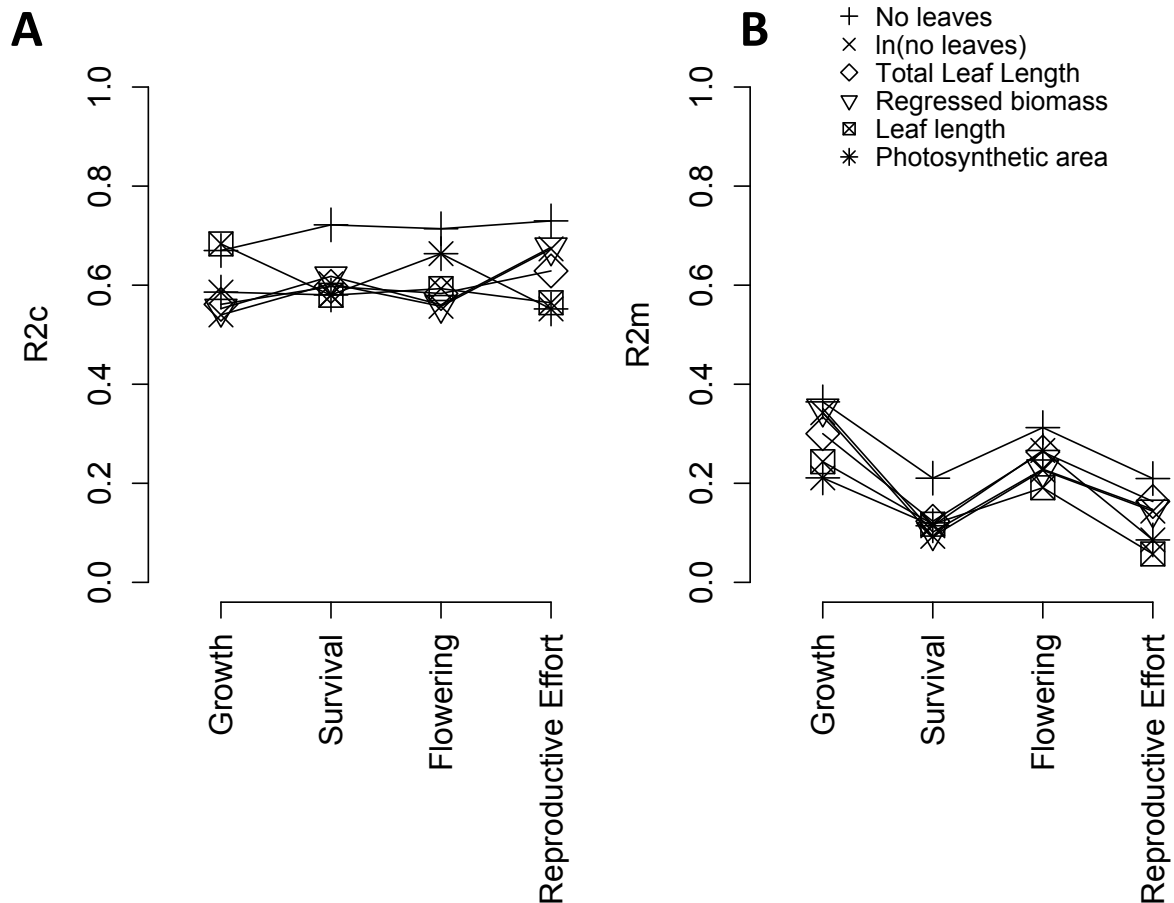 A
R2c
1.0
0.8
0.6
0.4
0.2
0.0
Growth
Survival
Flowering
Reproductive Effort
B
No leaves
ln(no leaves)
Total Leaf Length
Regressed biomass
Leaf length
Photosynthetic area
R2m
1.0
0.8
0.6
0.4
0.2
0.0
Growth
Survival
Flowering
Reproductive Effort